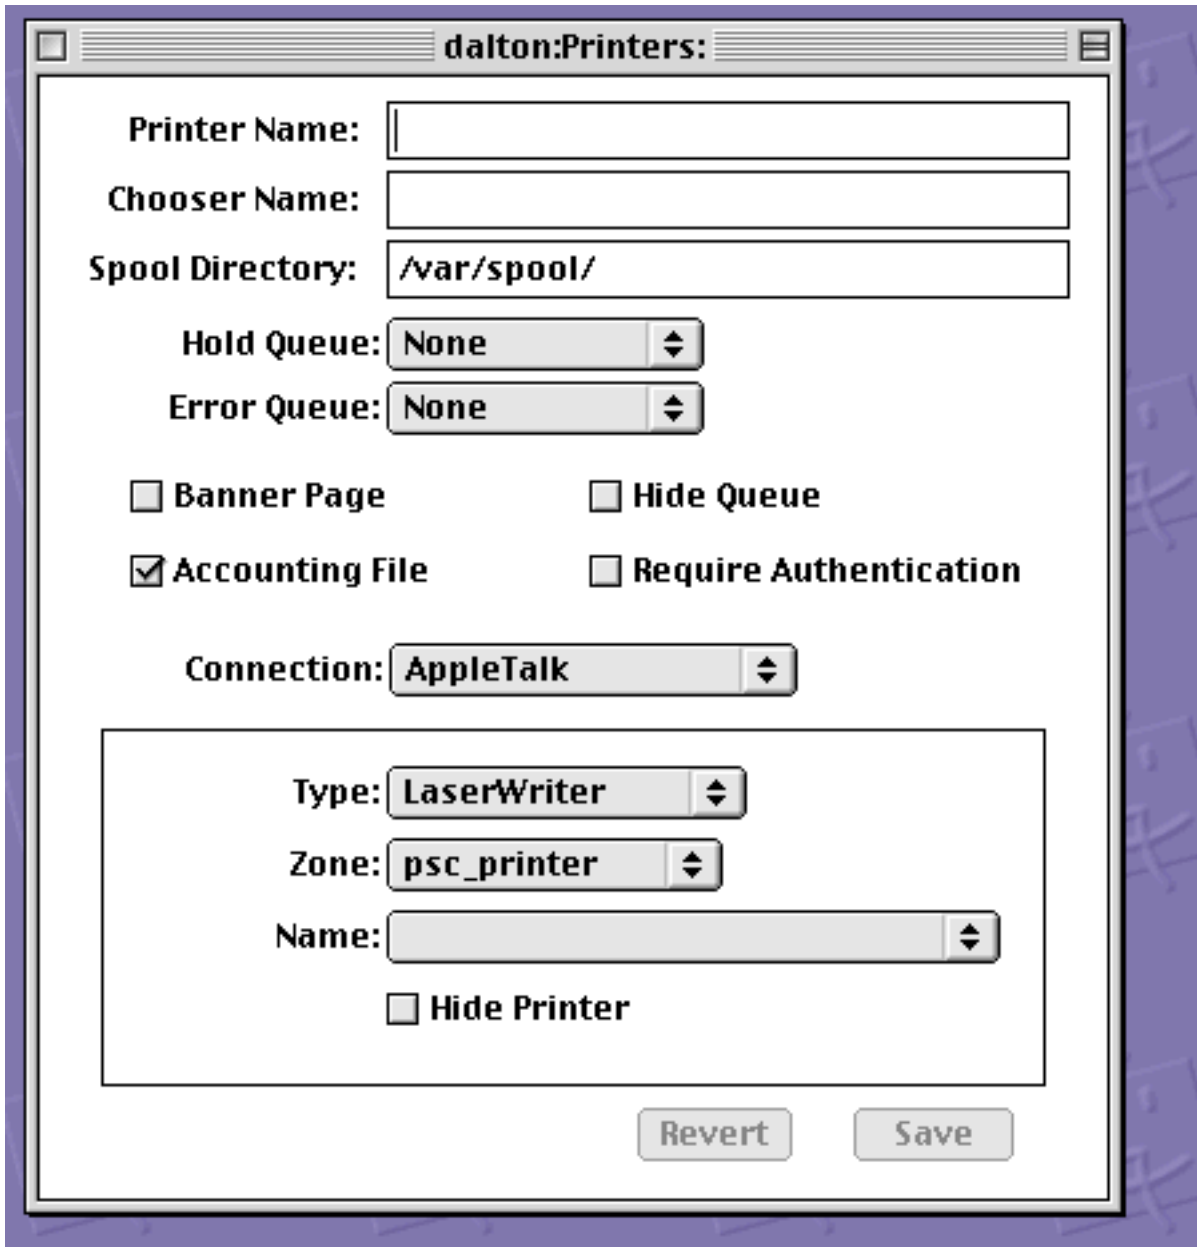 dalton:Printers:
Printer Name:
Chooser Name:
Spool Directory: /var/spool/
Hold Queue: None
Error Queue: None
Banner Page Hide Queue
Accounting File Require Authentication
Connection: AppleTalk
Type: LaserWriter
Zone: psc_printer
Name:
Hide Printer
Revert Save